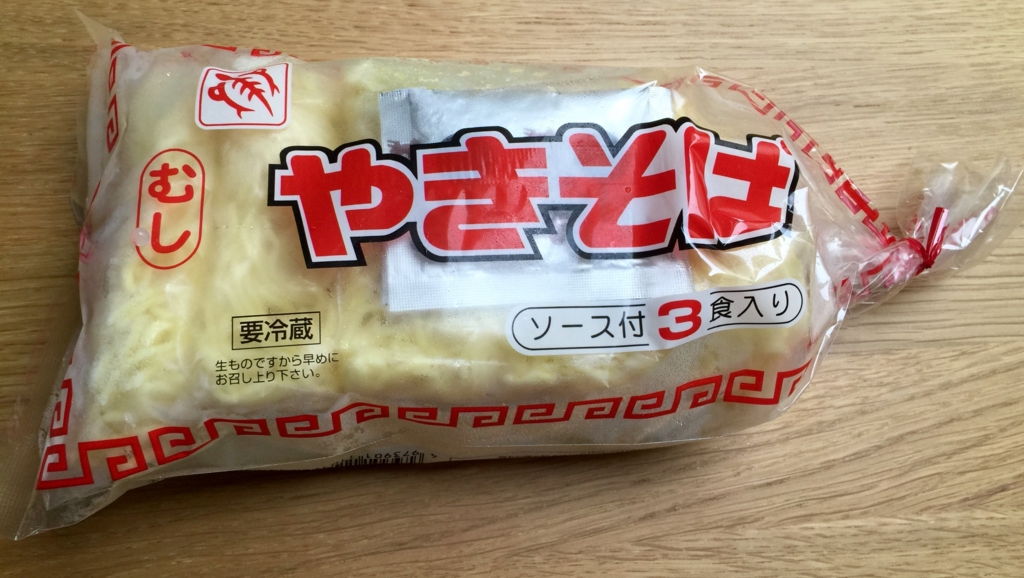 むし
やきそば
ソース付3食入り
要冷蔵
生ものですから早めに
お召し上り下さい。